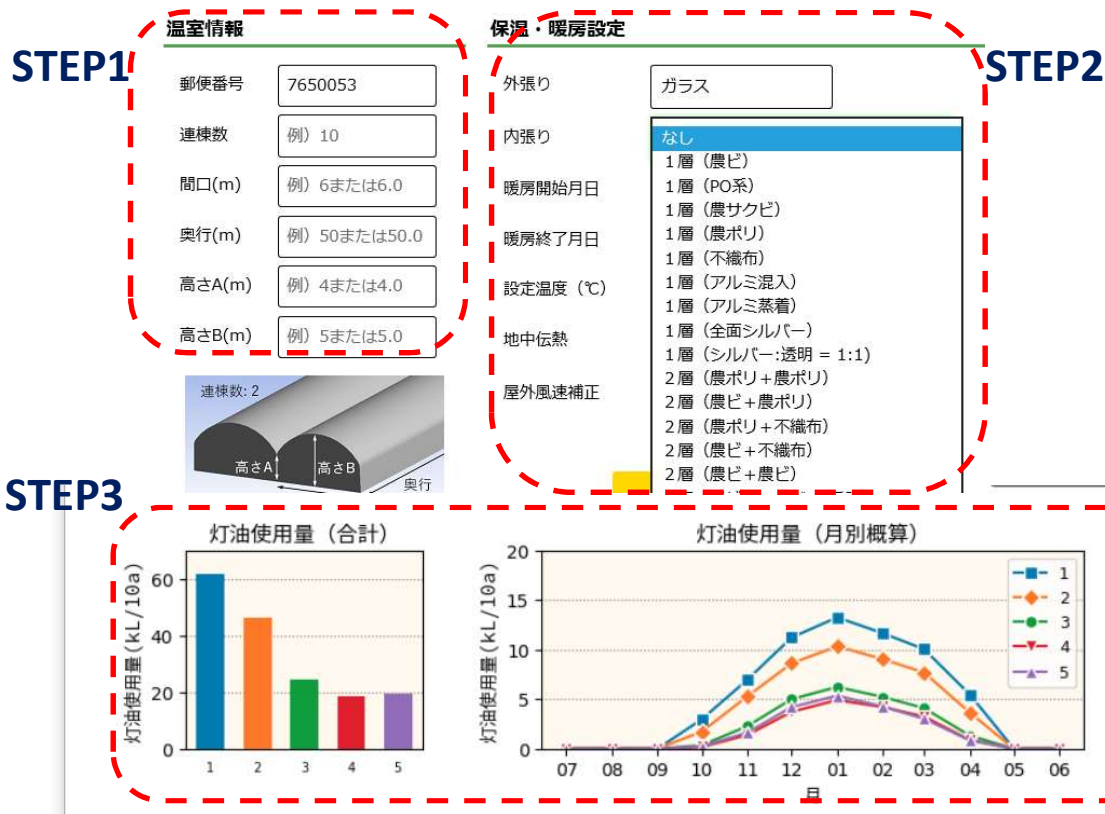 STEP1
温室情報
郵便番号
7650053
連棟数
例）10
間口(m)
例）6または6.0
奥行(m)
例）50または50.0
高さA(m)
例）4または4.0
高さB(m)
例）5または5.0
連棟数: 2
高さA
高さB
奥行
STEP2
保温・暖房設定
外張り
ガラス
内張り
なし
1層（農ビ）
1層（PO系）
1層（農サクビ）
1層（農ポリ）
1層（不織布）
1層（アルミ混入）
1層（アルミ蒸着）
1層（全面シルバー）
1層（シルバー:透明 = 1:1)
2層（農ポリ＋農ポリ）
2層（農ビ＋農ポリ）
2層（農ポリ＋不織布）
2層（農ビ＋不織布）
2層（農ビ＋農ビ）
暖房開始月日
暖房終了月日
設定温度（℃）
地中伝熱
屋外風速補正
STEP3
灯油使用量（合計）
灯油使用量(kL/10a)
60
40
20
0
1 2 3 4 5
灯油使用量（月別概算）
灯油使用量(kL/10a)
20
15
10
5
0
07 08 09 10 11 12 01 02 03 04 05 06
月
1
2
3
4
5